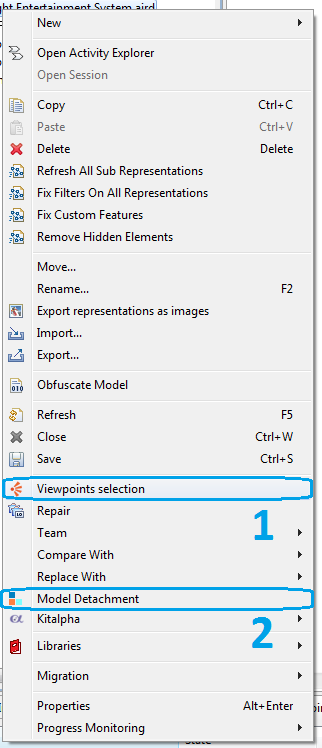 ght Entertainment System.aird
New
Open Activity Explorer
Open Session
Copy Ctrl+C
Paste Ctrl+V
Delete Delete
Refresh All Sub Representations
Fix Filters On All Representations
Fix Custom Features
Remove Hidden Elements
Move...
Rename... F2
Export representations as images
Import...
Export...
010
Obfuscate Model
Refresh F5
Close Ctrl+W
Save Ctrl+S
Viewpoints selection
1
Repair
Team
Compare With
Replace With
Model Detachment
2
α Kitalpha
Libraries
Migration
Properties Alt+Enter
Progress Monitoring